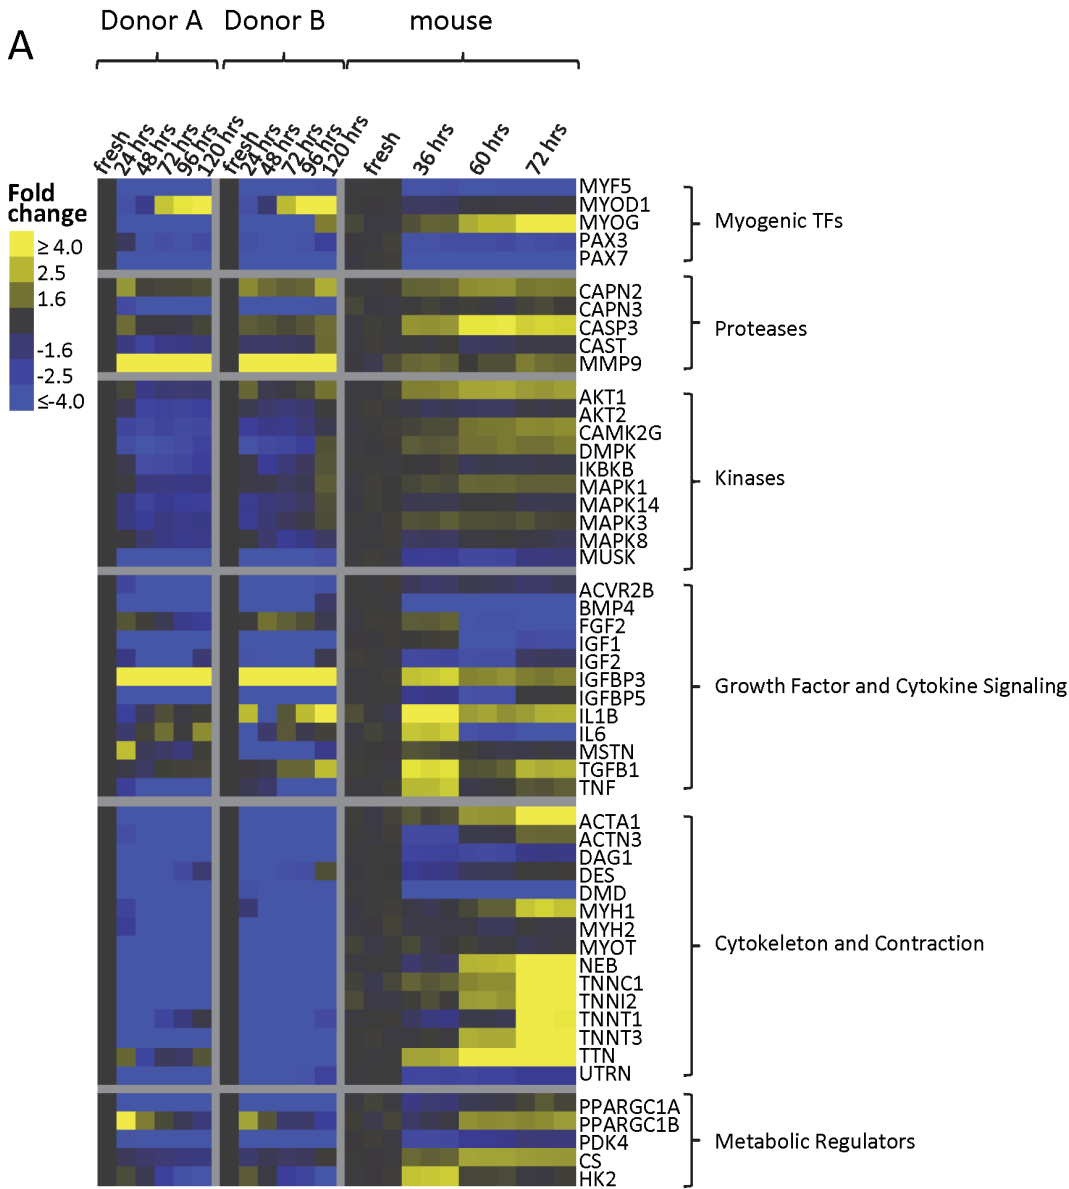 A
Donor A
Donor B
mouse
fresh
24 hrs
48 hrs
72 hrs
96 hrs
120 hrs
fresh
24 hrs
48 hrs
72 hrs
96 hrs
120 hrs
fresh
36 hrs
60 hrs
72 hrs
Fold
change
≥ 4.0
2.5
1.6
-1.6
-2.5
≤-4.0
MYF5
MYOD1
MYOG
PAX3
PAX7
Myogenic TFs
CAPN2
CAPN3
CASP3
CAST
MMP9
Proteases
AKT1
AKT2
CAMK2G
DMPK
IKBKB
MAPK1
MAPK14
MAPK3
MAPK8
MUSK
Kinases
ACVR2B
BMP4
FGF2
IGF1
IGF2
IGFBP3
IGFBP5
IL1B
IL6
MSTN
TGFB1
TNF
Growth Factor and Cytokine Signaling
ACTA1
ACTN3
DAG1
DES
DMD
MYH1
MYH2
MYOT
NEB
TNNC1
TNNI2
TNNT1
TNNT3
TTN
UTRN
Cytokeleton and Contraction
PPARGC1A
PPARGC1B
PDK4
CS
HK2
Metabolic Regulators